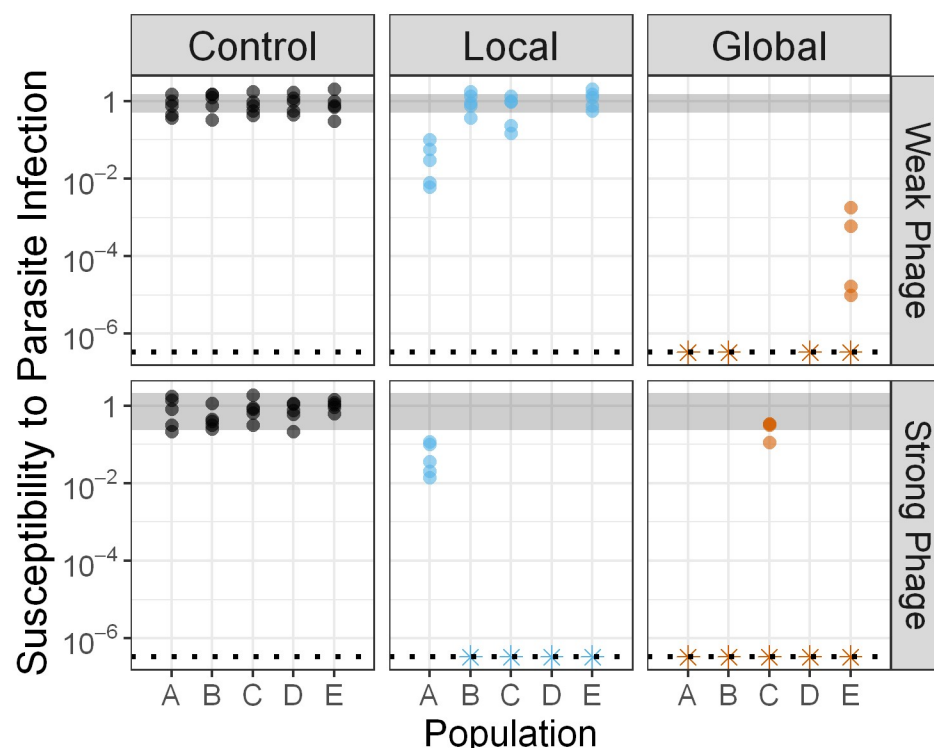 Control Local Global
Susceptibility to Parasite Infection
1
10⁻²
10⁻⁴
10⁻⁶
Weak Phage
1
10⁻²
10⁻⁴
10⁻⁶
Strong Phage
A B C D E A B C D E A B C D E
Population